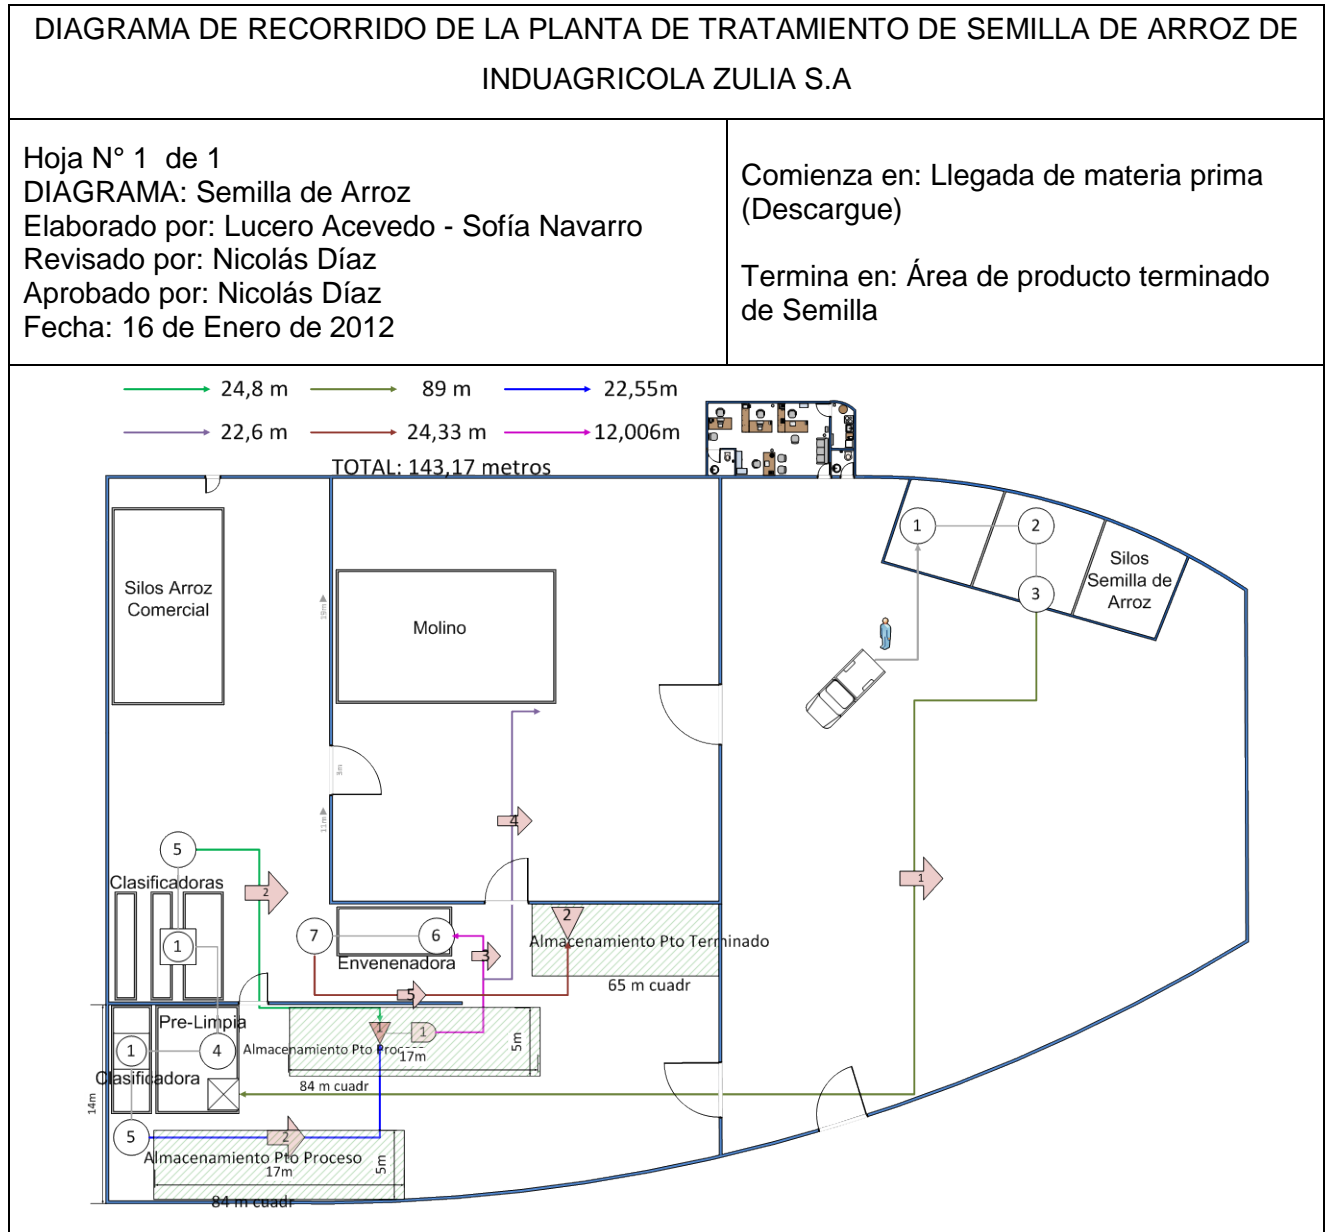 DIAGRAMA DE RECORRIDO DE LA PLANTA DE TRATAMIENTO DE SEMILLA DE ARROZ DE
INDUAGRICOLA ZULIA S.A
Hoja N° 1 de 1
DIAGRAMA: Semilla de Arroz
Elaborado por: Lucero Acevedo - Sofía Navarro
Revisado por: Nicolás Díaz
Aprobado por: Nicolás Díaz
Fecha: 16 de Enero de 2012
Comienza en: Llegada de materia prima
(Descargue)
Termina en: Área de producto terminado
de Semilla
24,8 m
89 m
22,55m
22,6 m
24,33 m
12,006m
TOTAL: 143,17 metros
1
2
3
Silos
Semilla de
Arroz
Silos Arroz
Comercial
19m
Molino
3m
11m
4
5
2
1
Clasificadoras
1
7
6
3
Envenenadora
2
Almacenamiento Pto Terminado
65 m cuadr
5
Pre-Limpia
1
4
Clasificadora
1
1
Almacenamiento Pto Proc
17m
5m
84 m cuadr
14m
5
2
Almacenamiento Pto Proceso
17m
5m
84 m cuadr